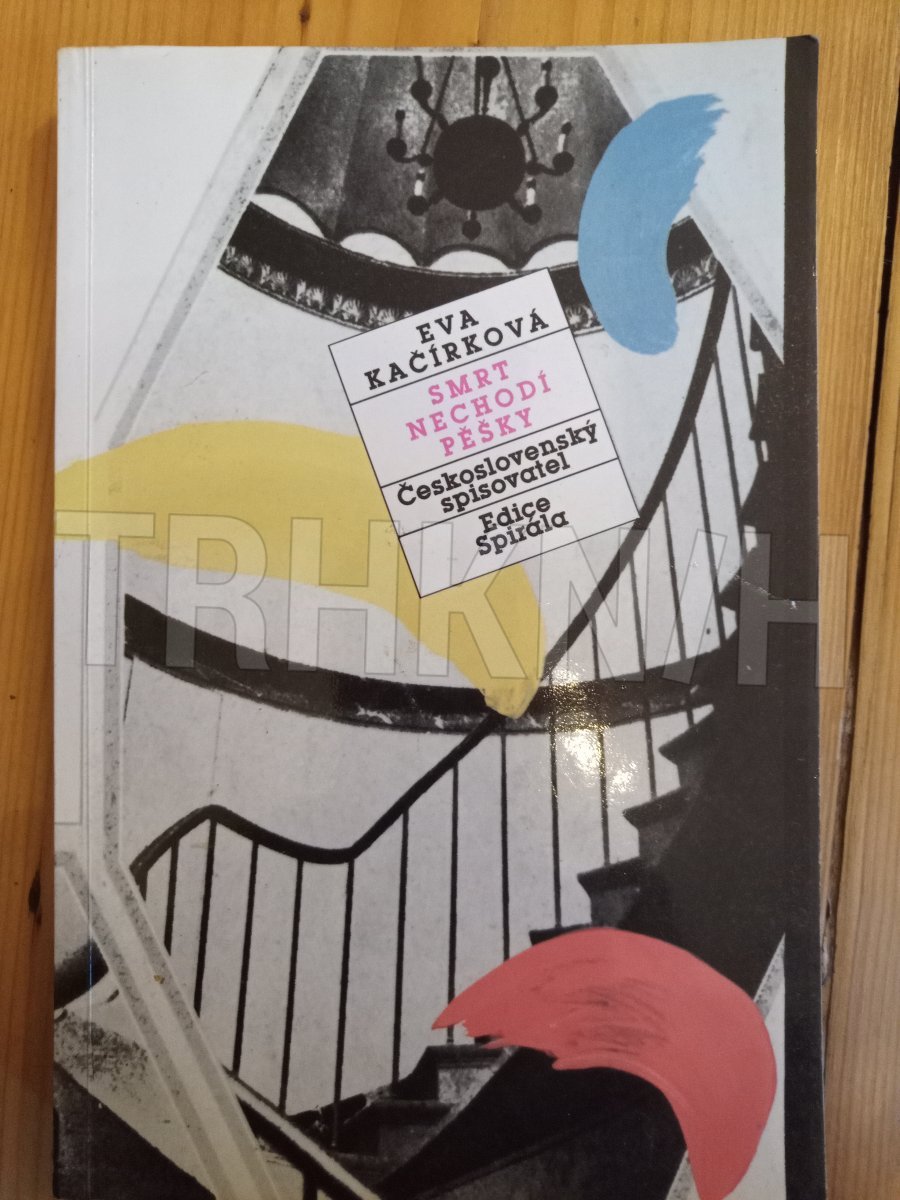 EVA
KAČÍRKOVÁ
SMRT
NECHODÍ
PĚŠKY
Československý
spisovatel
Edice
Spirála
TRHKNIH